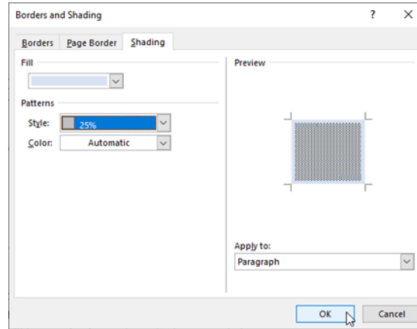 Borders and Shading
? ×
Borders Page Border Shading
Fill
Patterns
Style: 25%
Color: Automatic
Preview
Apply to:
Paragraph
OK Cancel